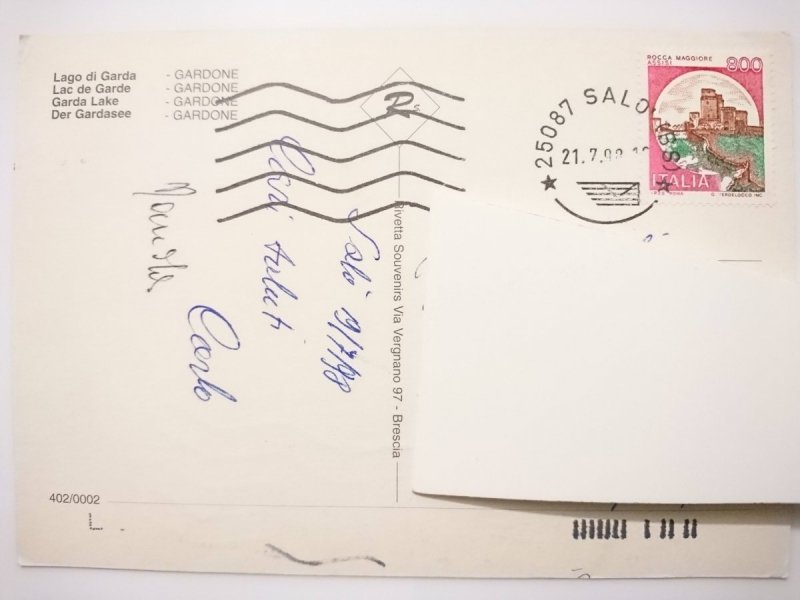 Lago di Garda - GARDONE
Lac de Garde - GARDONE
Garda Lake - GARDONE
Der Gardasee - GARDONE
Salò 19/7/98
Cari saluti
Carlo
Rivetta Souvenirs Via Vergnano 97 - Brescia
402/0002
ROCCA MAGGIORE
ASSISI
800
ITALIA
25087 SALO' (BS)
21.7.98